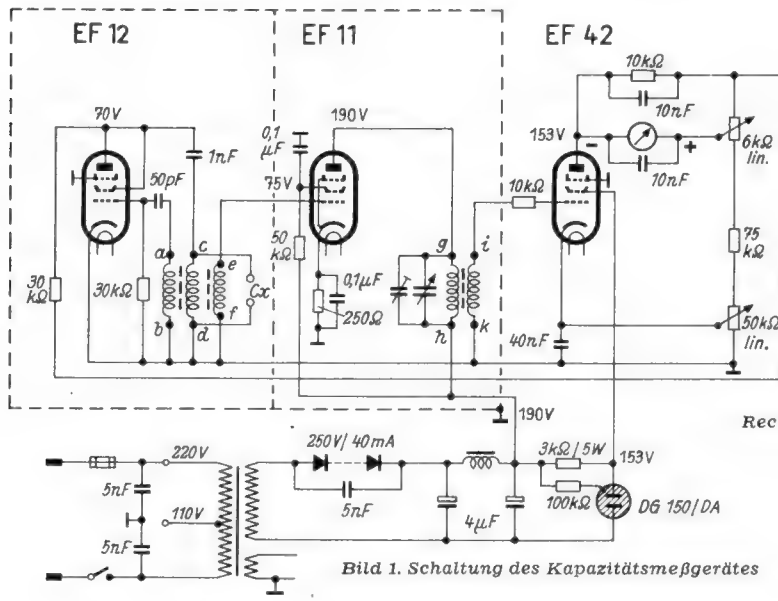 EF 12
EF 11
EF 42
70V
190V
0,1
µF
75V
50pF
1nF
10kΩ
10nF
153V
-
+
10nF
6kΩ
lin.
10kΩ
75
kΩ
50kΩ
lin.
30
kΩ
30kΩ
a
b
c
d
e
f
Cx
50
kΩ
0,1µF
250Ω
g
h
i
k
40nF
190V
Rec
220V
110V
5nF
5nF
250V/40mA
5nF
4µF
3kΩ/5W
153V
100kΩ
DG 150/DA
Bild 1. Schaltung des Kapazitätsmeßgerätes